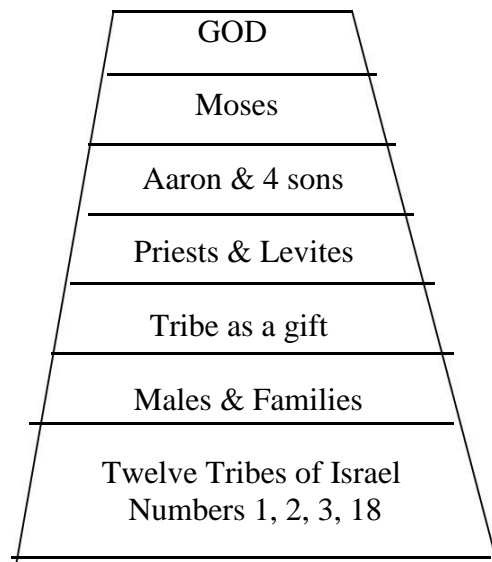 GOD
Moses
Aaron & 4 sons
Priests & Levites
Tribe as a gift
Males & Families
Twelve Tribes of Israel
Numbers 1, 2, 3, 18